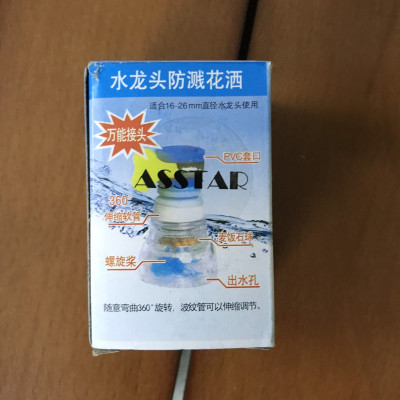 水龙头防溅花洒
适合16-26mm直径水龙头使用
万能接头
PVC套口
ASSTAR
360°
伸缩软管
麦饭石球
螺旋桨
出水孔
随意弯曲360°旋转，波纹管可以伸缩调节。